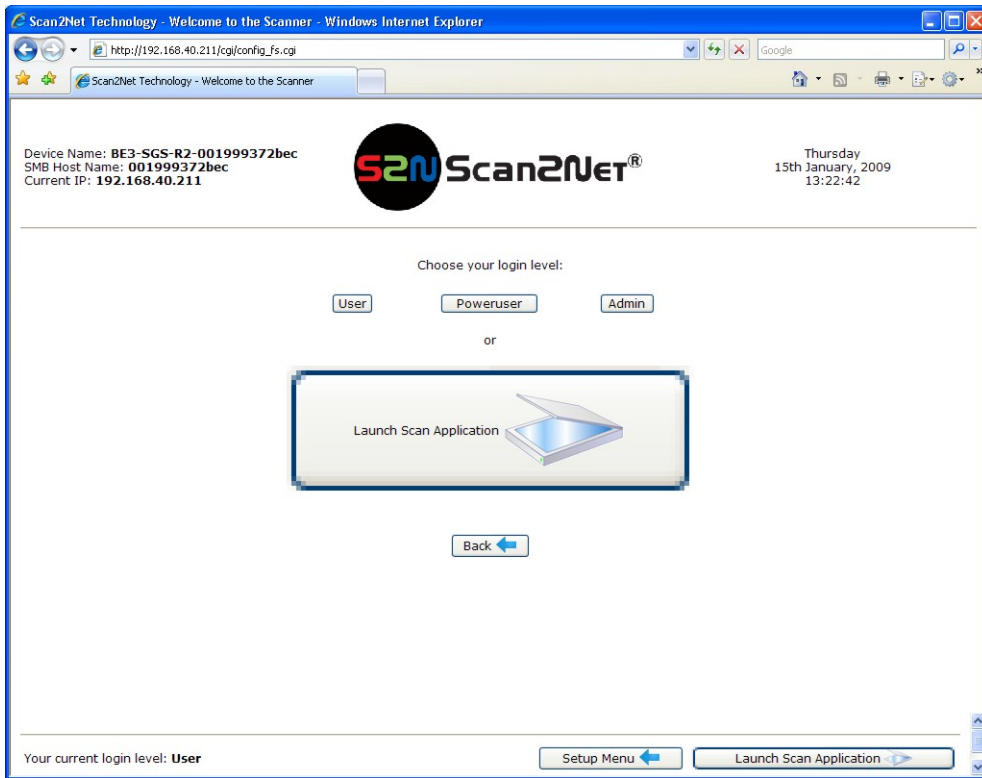 Scan2Net Technology - Welcome to the Scanner - Windows Internet Explorer
http://192.168.40.211/cgi/config_fs.cgi
Google
Scan2Net Technology - Welcome to the Scanner
Device Name: BE3-SGS-R2-001999372bec
SMB Host Name: 001999372bec
Current IP: 192.168.40.211
S2N Scan2Net®
Thursday
15th January, 2009
13:22:42
Choose your login level:
User Poweruser Admin
or
Launch Scan Application
Back
Your current login level: User
Setup Menu
Launch Scan Application